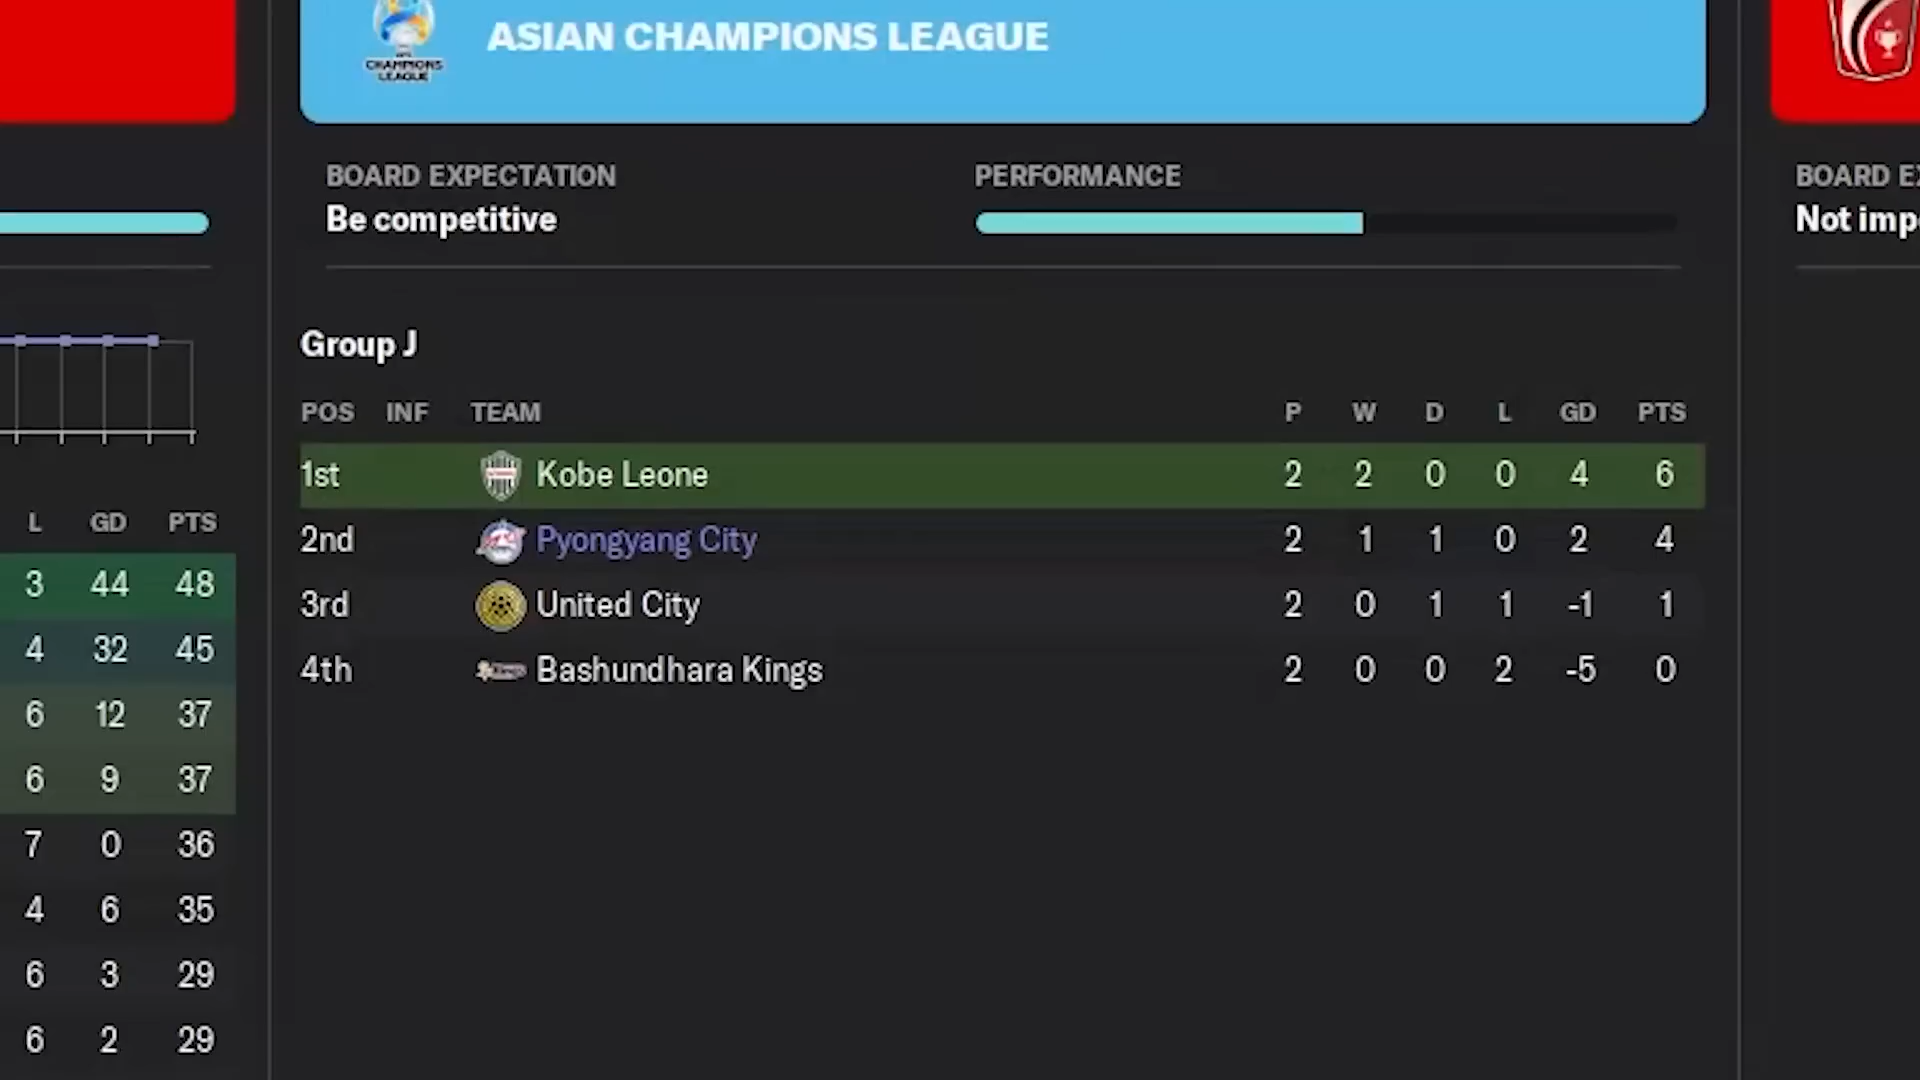 CHAMPIONS
LEAGUE
ASIAN CHAMPIONS LEAGUE
BOARD EXPECTATION
Be competitive
PERFORMANCE
BOARD EX
Not imp
Group J
POS INF TEAM P W D L GD PTS
1st Kobe Leone 2 2 0 0 4 6
2nd Pyongyang City 2 1 1 0 2 4
3rd United City 2 0 1 1 -1 1
4th Bashundhara Kings 2 0 0 2 -5 0
L GD PTS
3 44 48
4 32 45
6 12 37
6 9 37
7 0 36
4 6 35
6 3 29
6 2 29